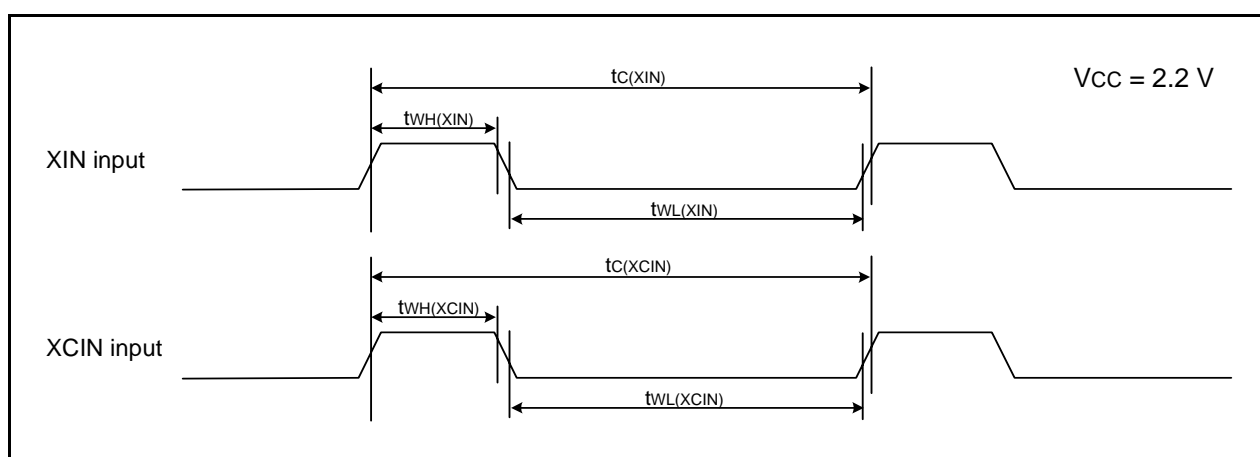 tC(XIN)
VCC = 2.2 V
tWH(XIN)
XIN input
tWL(XIN)
tC(XCIN)
tWH(XCIN)
XCIN input
tWL(XCIN)